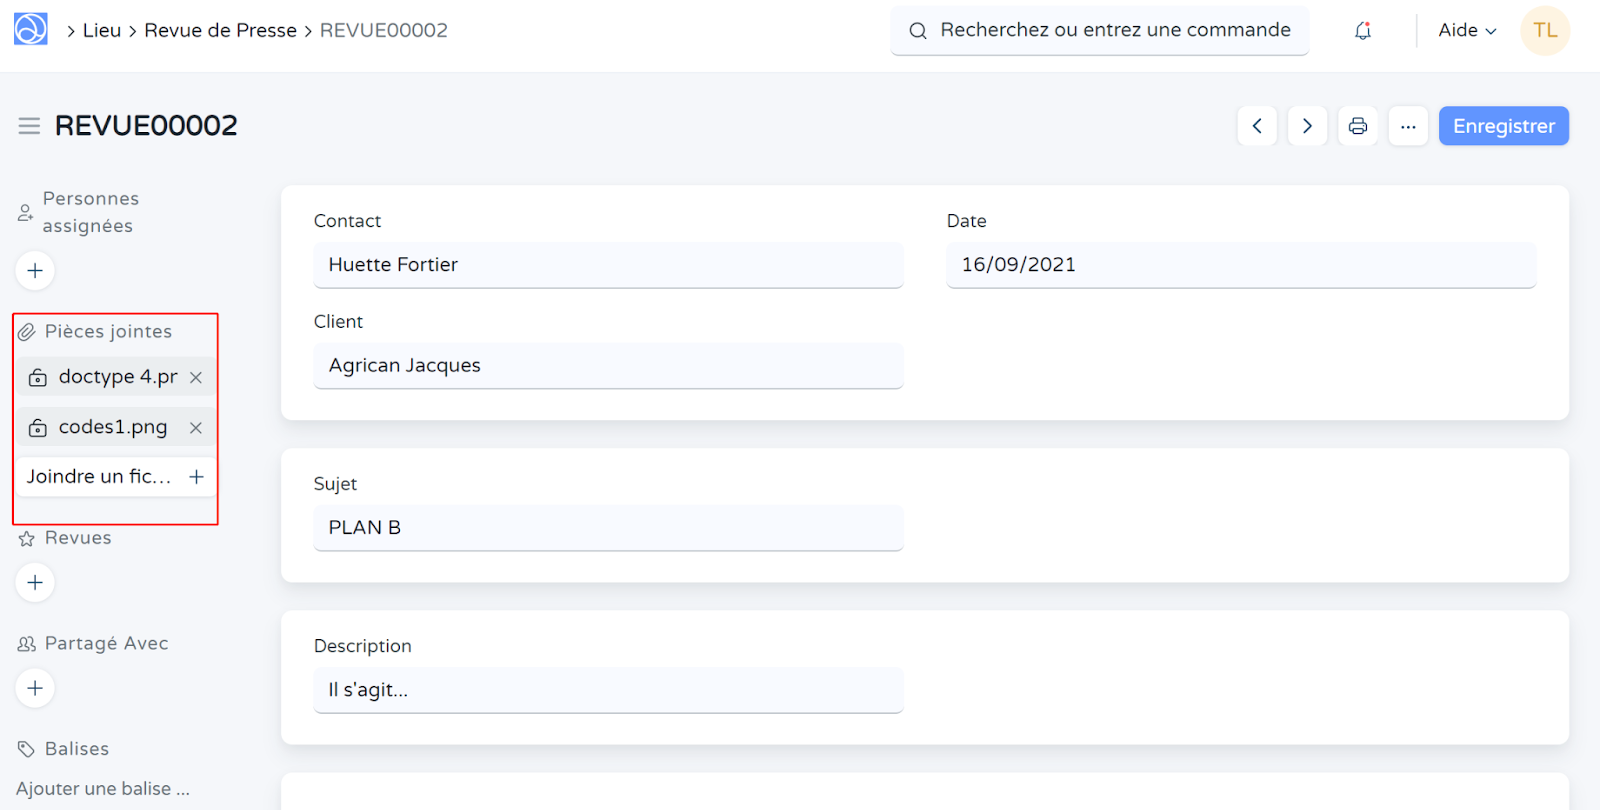 Lieu > Revue de Presse > REVUE00002
Recherchez ou entrez une commande
Aide
TL
REVUE00002
Enregistrer
Personnes
assignées
Pièces jointes
doctype 4.pr
codes1.png
Joindre un fic...
Revues
Partagé Avec
Balises
Ajouter une balise ...
Contact
Huette Fortier
Date
16/09/2021
Client
Agrican Jacques
Sujet
PLAN B
Description
Il s'agit...